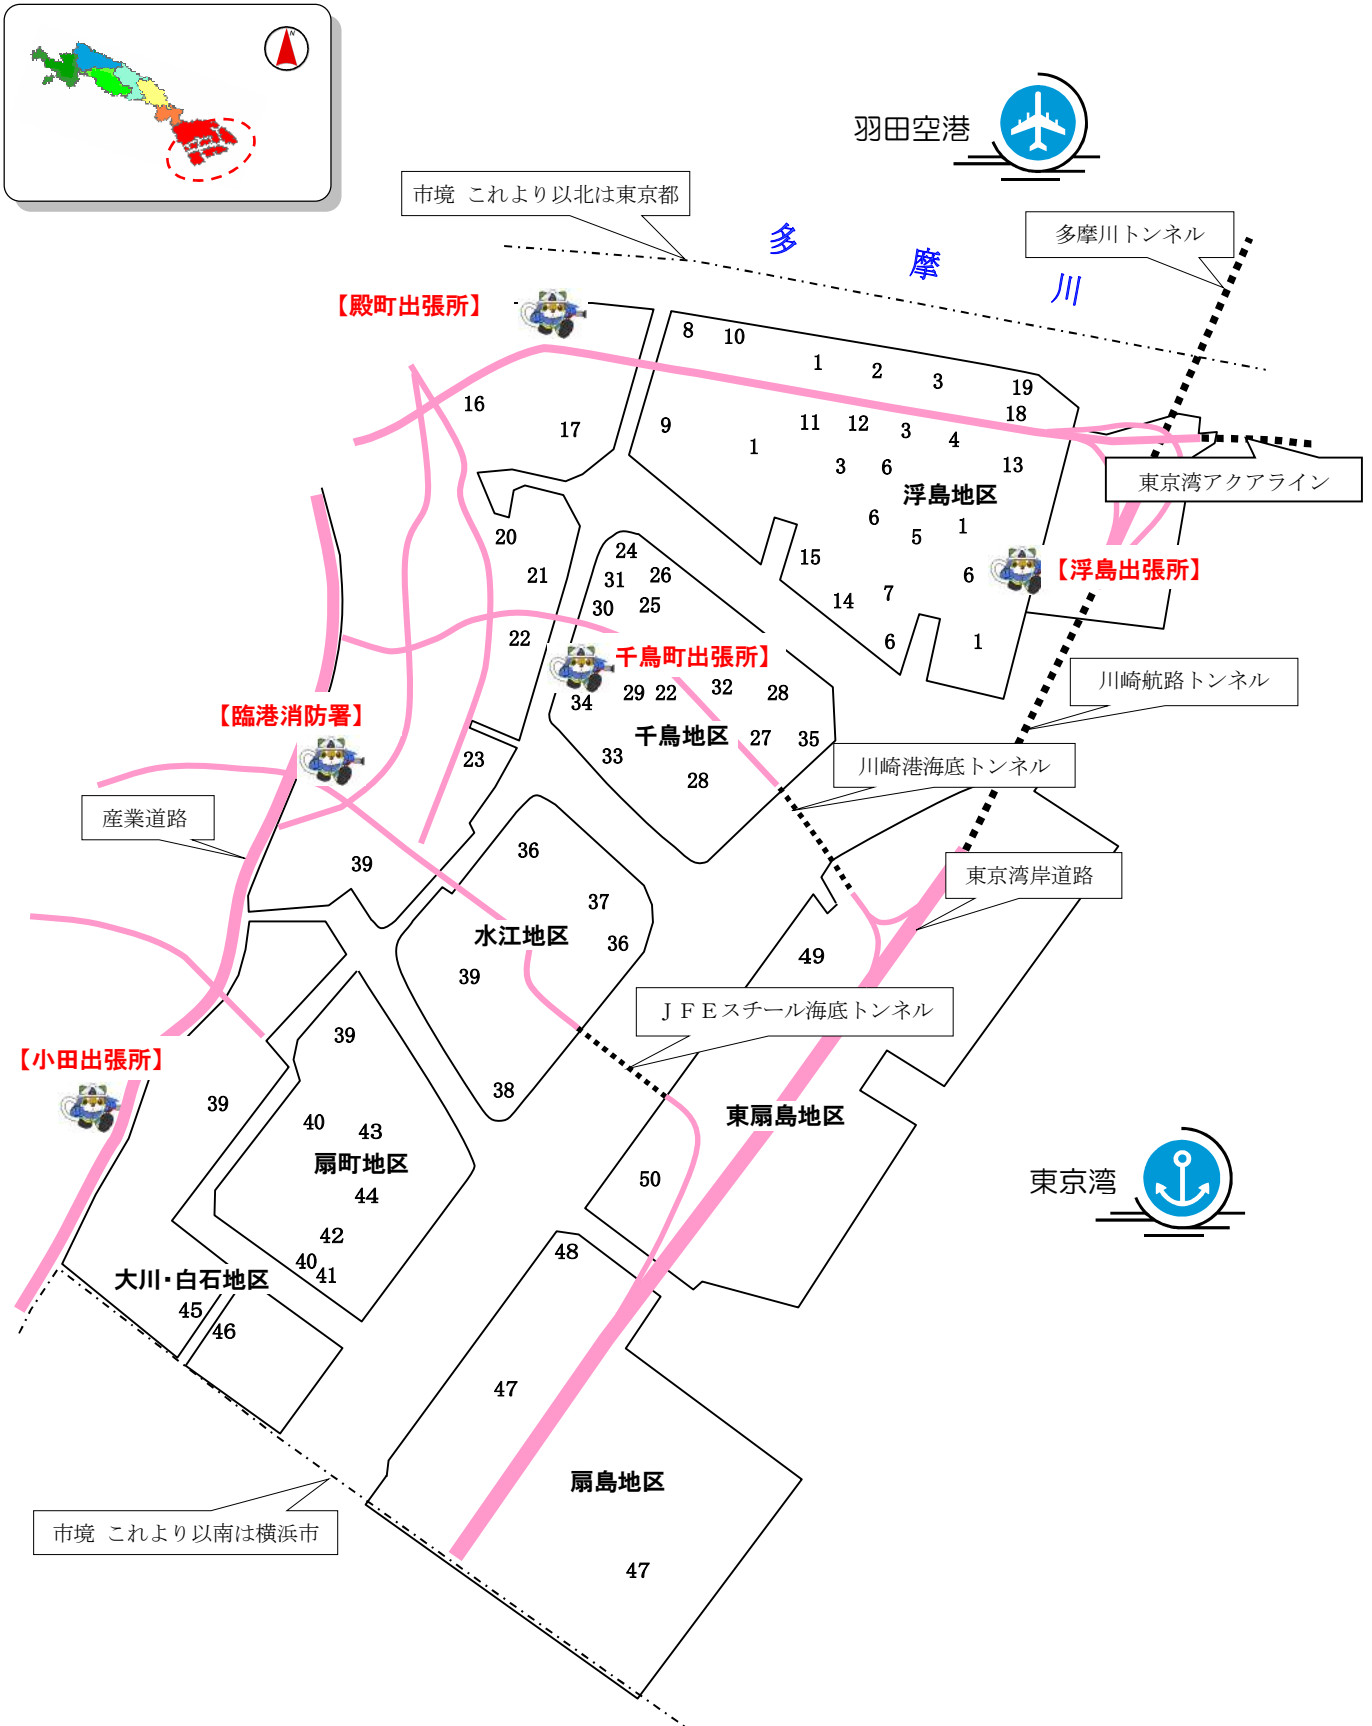 N
羽田空港
市境 これより以北は東京都
多摩川トンネル
多摩川
【殿町出張所】
8
10
1
2
3
19
18
16
17
9
11
12
3
4
1
3
6
13
東京湾アクアライン
浮島地区
6
5
1
20
15
【浮島出張所】
21
24
31
26
30
25
6
14
7
22
6
1
千鳥町出張所】
川崎航路トンネル
34
29
22
32
28
【臨港消防署】
千鳥地区
27
35
33
23
川崎港海底トンネル
28
産業道路
39
36
東京湾岸道路
37
水江地区
36
39
49
JFEスチール海底トンネル
39
【小田出張所】
38
39
40
43
東扇島地区
扇町地区
50
東京湾
44
42
48
40
41
大川・白石地区
45
46
47
扇島地区
市境 これより以南は横浜市
47